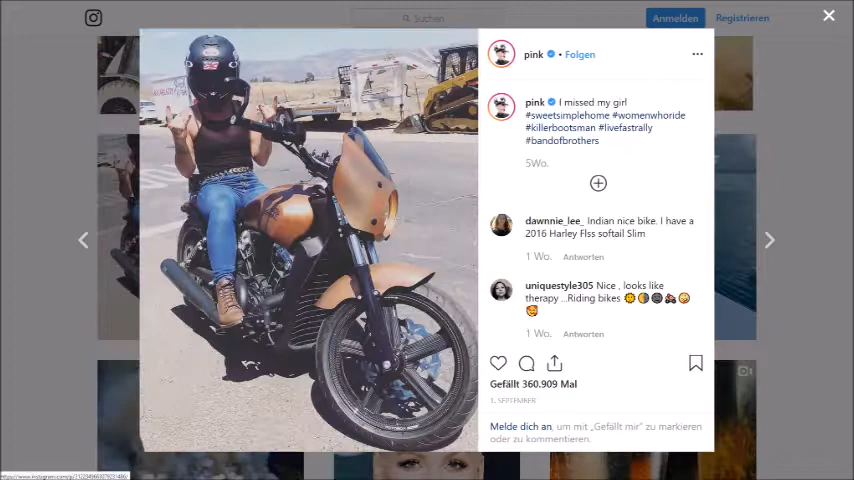 Suchen
Anmelden
Registrieren
pink • Folgen
pink I missed my girl
#sweetsimplehome #womenwhoride
#killerbootsman #livefastrally
#bandofbrothers
5Wo.
dawnnie_lee_ Indian nice bike. I have a
2016 Harley Flss softail Slim
1 Wo. Antworten
uniquestyle305 Nice , looks like
therapy ...Riding bikes
1 Wo. Antworten
Gefällt 360.909 Mal
1. SEPTEMBER
Melde dich an, um mit „Gefällt mir“ zu markieren
oder zu kommentieren.